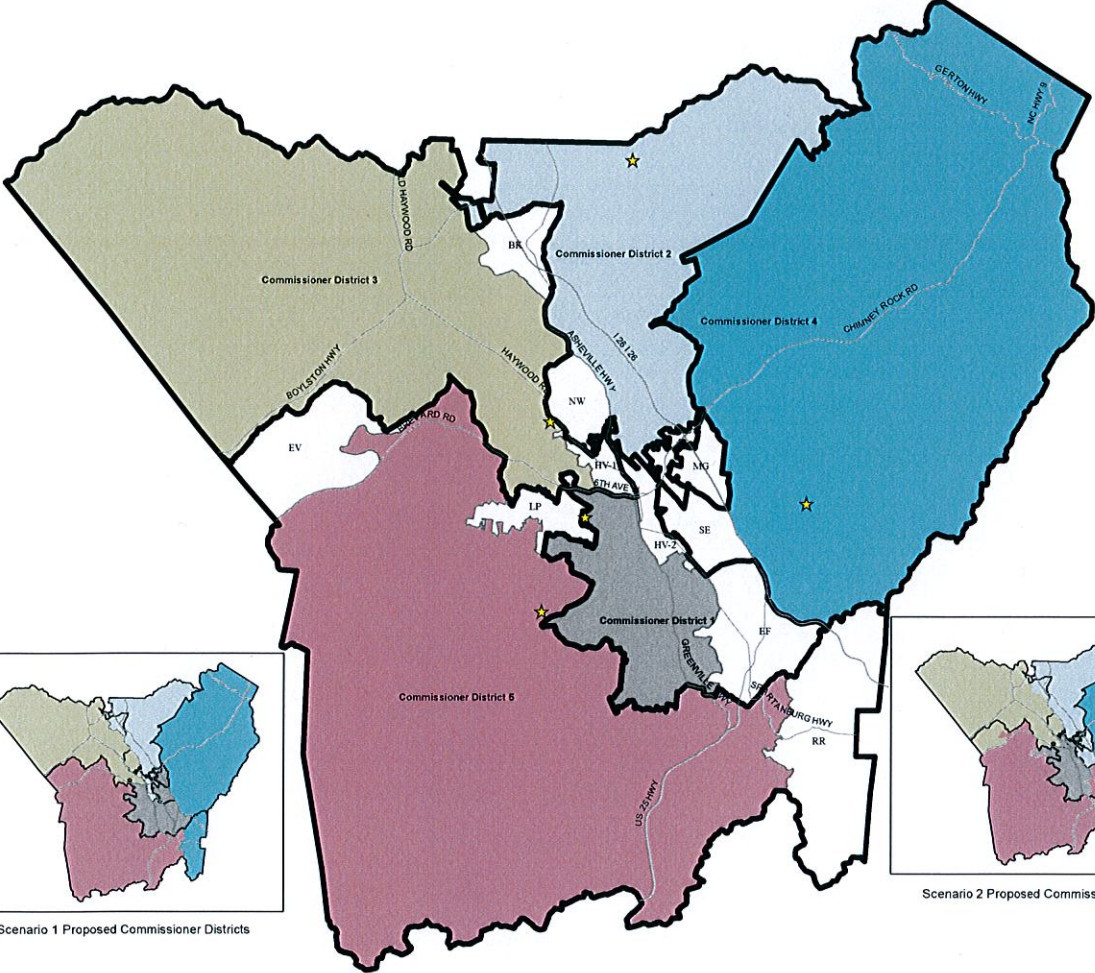 GERTON HWY
NC HWY 9
D HAYWOOD RD
BR
Commissioner District 2
Commissioner District 3
CHIMNEY ROCK RD
Commissioner District 4
I 26 I 26
ASHEVILLE HWY
BOYLSTON HWY
HAYWOOD R
NW
EV
BREVARD RD
HV-1
MG
6TH AVE
LP
SE
HV-2
Commissioner District 1
EF
GREENVILLE HWY
Commissioner District 5
SPARTANBURG HWY
RR
US 25 HWY
Scenario 1 Proposed Commissioner Districts
Scenario 2 Proposed Commiss